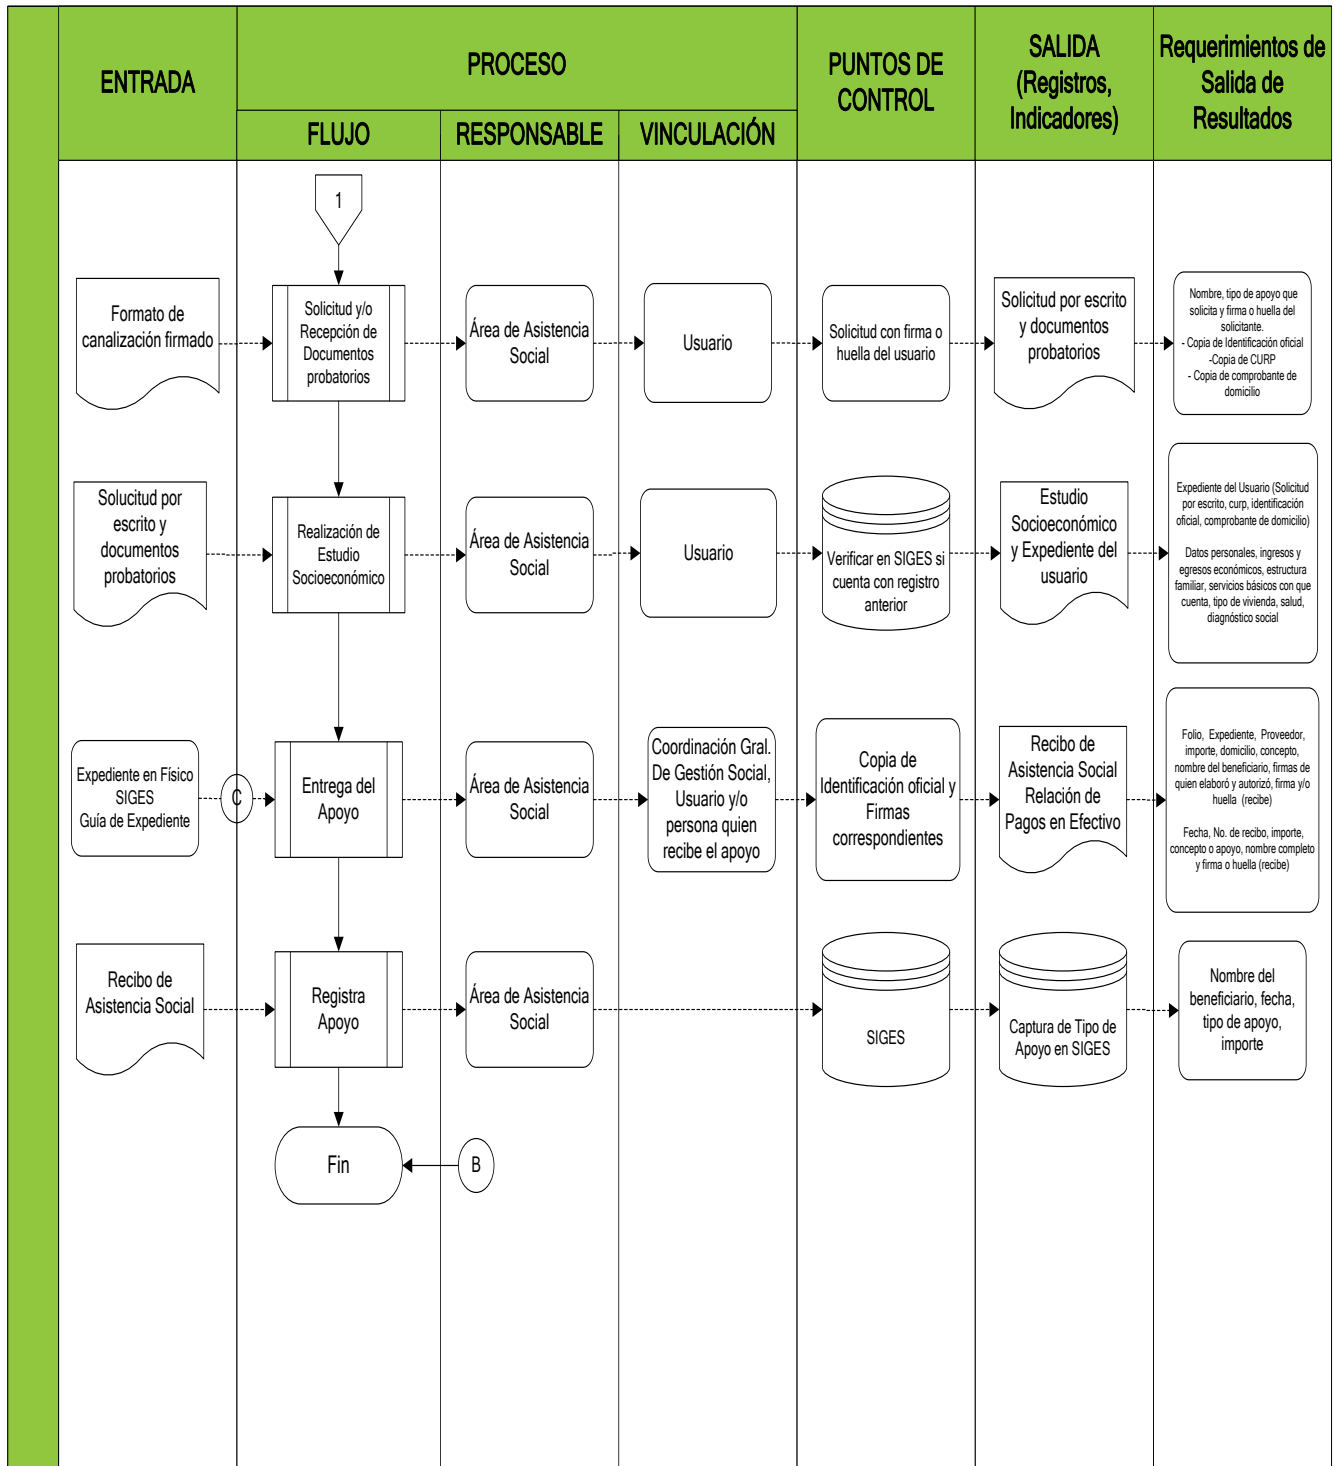 ENTRADA
PROCESO
PUNTOS DE
CONTROL
SALIDA
(Registros,
Indicadores)
Requerimientos de
Salida de
Resultados
FLUJO
RESPONSABLE
VINCULACIÓN
1
Formato de
canalización firmado
Solicitud y/o
Recepción de
Documentos
probatorios
Área de Asistencia
Social
Usuario
Solicitud con firma o
huella del usuario
Solicitud por escrito
y documentos
probatorios
Nombre, tipo de apoyo que
solicita y firma o huella del
solicitante.
- Copia de Identificación oficial
-Copia de CURP
- Copia de comprobante de
domicilio
Solucitud por
escrito y
documentos
probatorios
Realización de
Estudio
Socioeconómico
Área de Asistencia
Social
Usuario
Verificar en SIGES si
cuenta con registro
anterior
Estudio
Socioeconómico
y Expediente del
usuario
Expediente del Usuario (Solicitud
por escrito, curp, identificación
oficial, comprobante de domicilio)
Datos personales, ingresos y
egresos económicos, estructura
familiar, servicios básicos con que
cuenta, tipo de vivienda, salud,
diagnóstico social
Expediente en Físico
SIGES
Guía de Expediente
C
Entrega del
Apoyo
Área de Asistencia
Social
Coordinación Gral.
De Gestión Social,
Usuario y/o
persona quien
recibe el apoyo
Copia de
Identificación oficial y
Firmas
correspondientes
Recibo de
Asistencia Social
Relación de
Pagos en Efectivo
Folio, Expediente, Proveedor,
importe, domicilio, concepto,
nombre del beneficiario, firmas de
quien elaboró y autorizó, firma y/o
huella (recibe)
Fecha, No. de recibo, importe,
concepto o apoyo, nombre completo
y firma o huella (recibe)
Recibo de
Asistencia Social
Registra
Apoyo
Área de Asistencia
Social
SIGES
Captura de Tipo de
Apoyo en SIGES
Nombre del
beneficiario, fecha,
tipo de apoyo,
importe
Fin
B